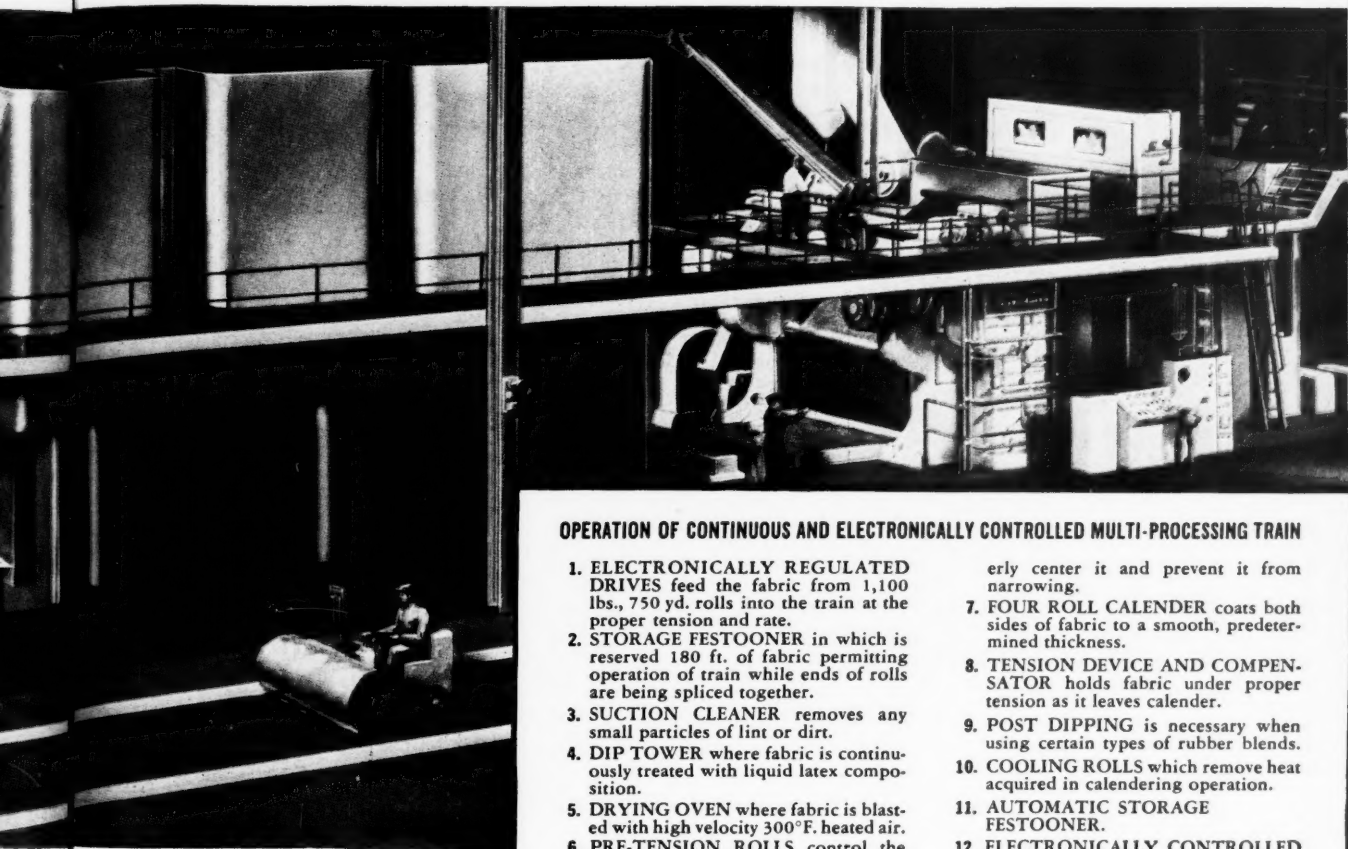 OPERATION OF CONTINUOUS AND ELECTRONICALLY CONTROLLED MULTI-PROCESSING TRAIN
1. ELECTRONICALLY REGULATED
DRIVES feed the fabric from 1,100
lbs., 750 yd. rolls into the train at the
proper tension and rate.
2. STORAGE FESTOONER in which is
reserved 180 ft. of fabric permitting
operation of train while ends of rolls
are being spliced together.
3. SUCTION CLEANER removes any
small particles of lint or dirt.
4. DIP TOWER where fabric is continu-
ously treated with liquid latex compo-
sition.
5. DRYING OVEN where fabric is blast-
ed with high velocity 300°F. heated air.
6. PRE-TENSION ROLLS control the
erly center it and prevent it from
narrowing.
7. FOUR ROLL CALENDER coats both
sides of fabric to a smooth, predeter-
mined thickness.
8. TENSION DEVICE AND COMPEN-
SATOR holds fabric under proper
tension as it leaves calender.
9. POST DIPPING is necessary when
using certain types of rubber blends.
10. COOLING ROLLS which remove heat
acquired in calendering operation.
11. AUTOMATIC STORAGE
FESTOONER.
12. ELECTRONICALLY CONTROLLED